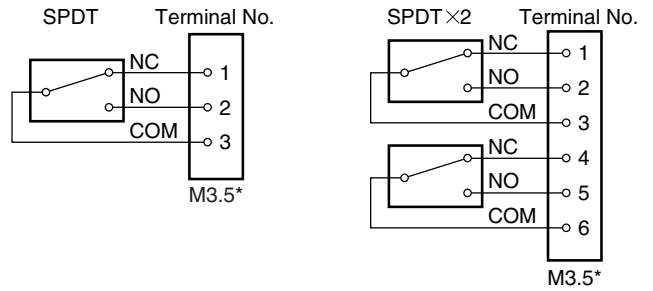 SPDT Terminal No.
NC 1
NO 2
COM 3
M3.5*
SPDT×2 Terminal No.
NC 1
NO 2
COM 3
NC 4
NO 5
COM 6
M3.5*